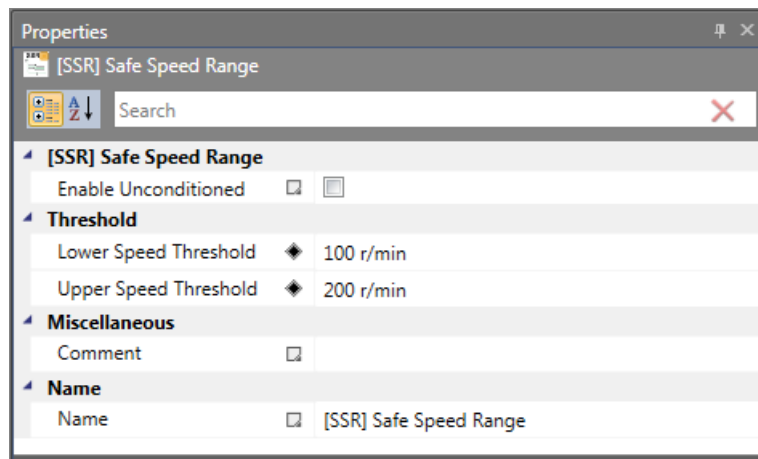 Properties
[SSR] Safe Speed Range
Search
[SSR] Safe Speed Range
Enable Unconditioned
Threshold
Lower Speed Threshold 100 r/min
Upper Speed Threshold 200 r/min
Miscellaneous
Comment
Name
Name [SSR] Safe Speed Range